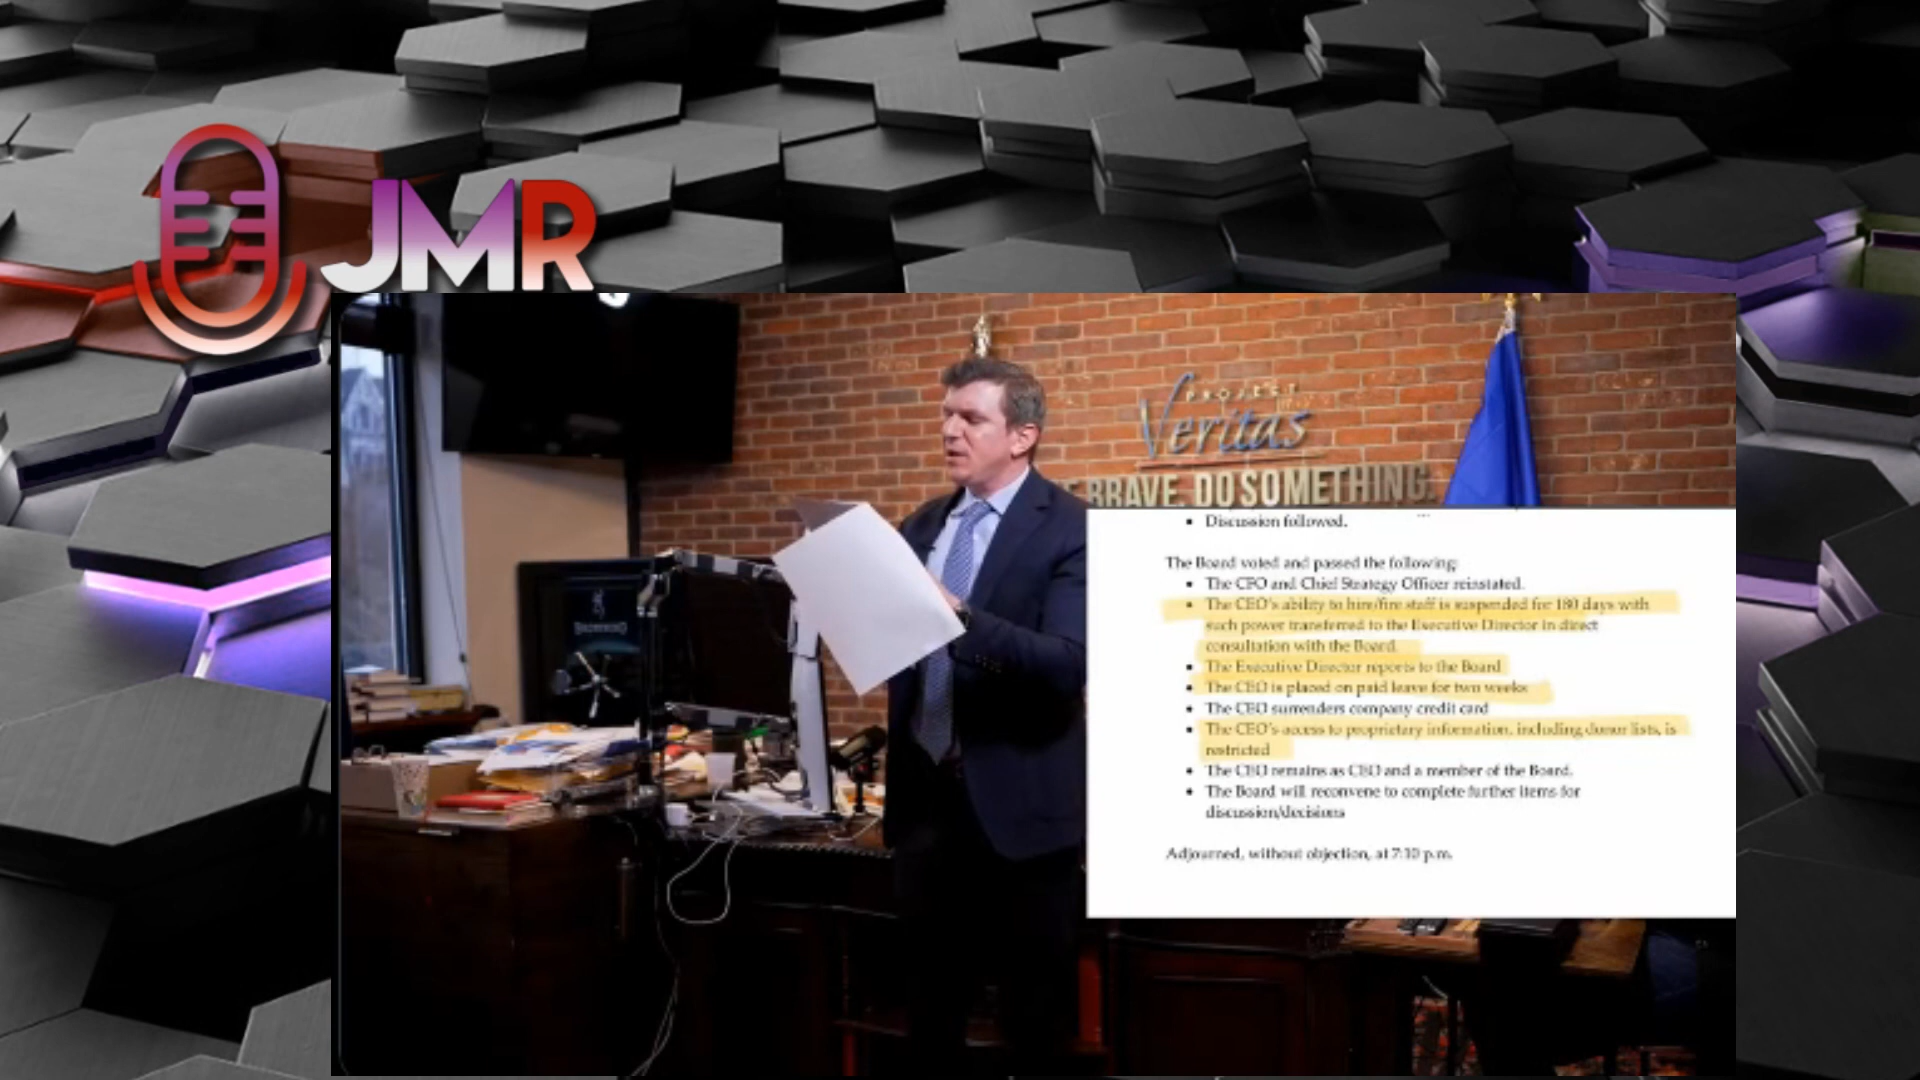 JMR
PROJECT
Veritas
BRAVE. DO SOMETHING.
BROWNING
• Discussion followed.
The Board voted and passed the following:
• The CFO and Chief Strategy Officer reinstated.
• The CEO's ability to hire/fire staff is suspended for 180 days with
such power transferred to the Executive Director in direct
consultation with the Board.
• The Executive Director reports to the Board
• The CEO is placed on paid leave for two weeks
• The CEO surrenders company credit card
• The CEO's access to proprietary information, including donor lists, is
restricted
• The CEO remains as CEO and a member of the Board.
• The Board will reconvene to complete further items for
discussion/decisions
Adjourned, without objection, at 7:10 p.m.